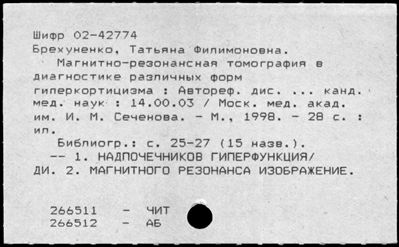 Шифр 02-42774
Брехуненко, Татьяна Филимоновна.
Магнитно-резонансная томография в
диагностике различных форм
гиперкортицизма : Автореф. дис. ... канд.
мед. наук : 14.00.03 / Моск. мед. акад.
им. И. М. Сеченова. - М., 1998. - 28 с. :
ил.
Библиогр.: с. 25-27 (15 назв.).
-- 1. НАДПОЧЕЧНИКОВ ГИПЕРФУНКЦИЯ/
ДИ. 2. МАГНИТНОГО РЕЗОНАНСА ИЗОБРАЖЕНИЕ.
266511 - ЧИТ
266512 - АБ